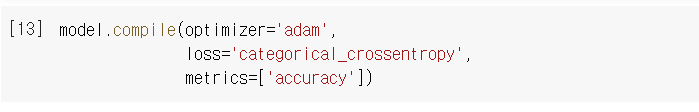 [13] model.compile(optimizer='adam',
loss='categorical_crossentropy',
metrics=['accuracy'])